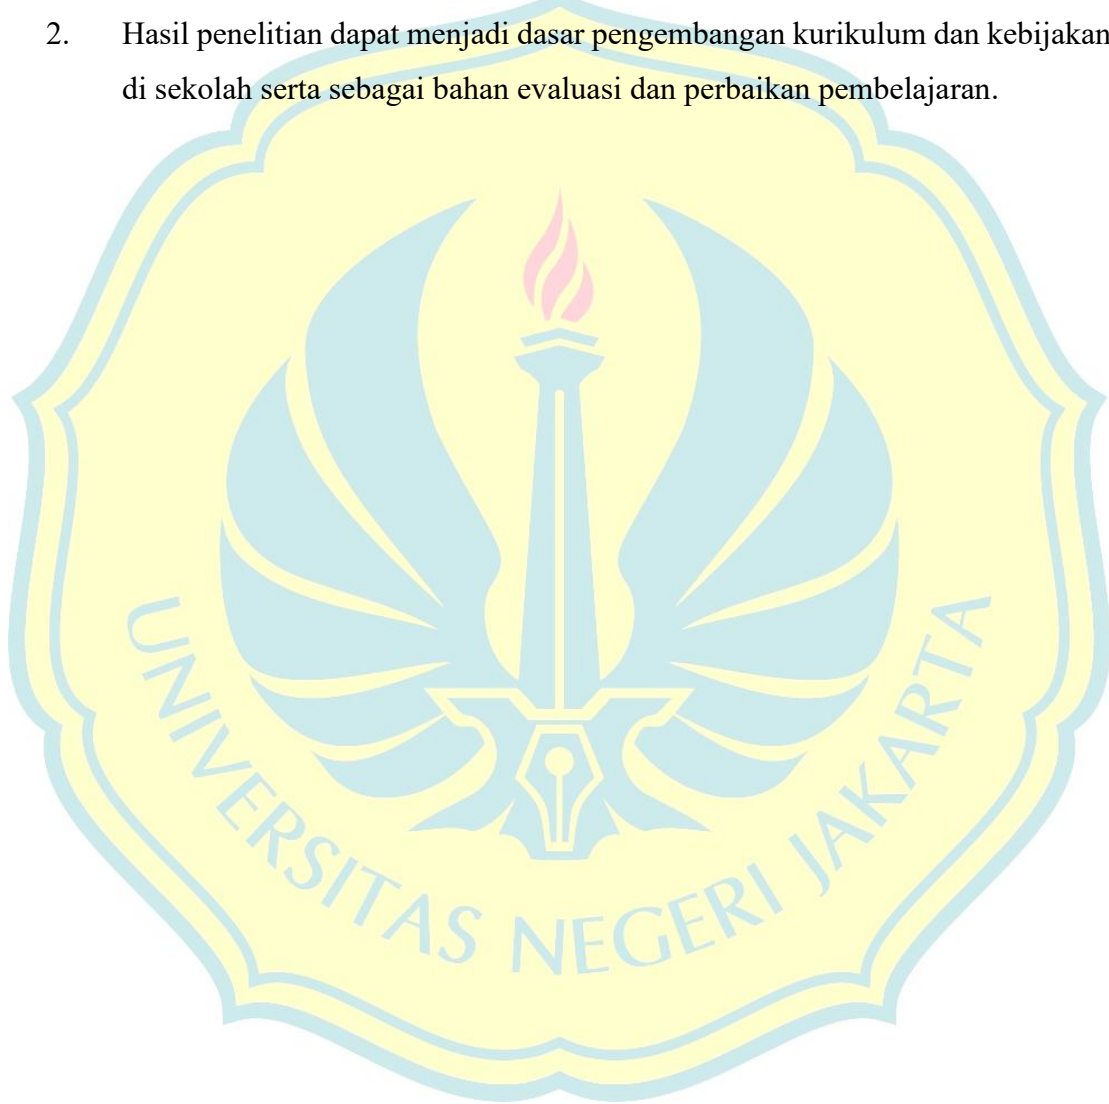 2. Hasil penelitian dapat menjadi dasar pengembangan kurikulum dan kebijakan
di sekolah serta sebagai bahan evaluasi dan perbaikan pembelajaran.
UNIVERSITAS NEGERI JAKARTA